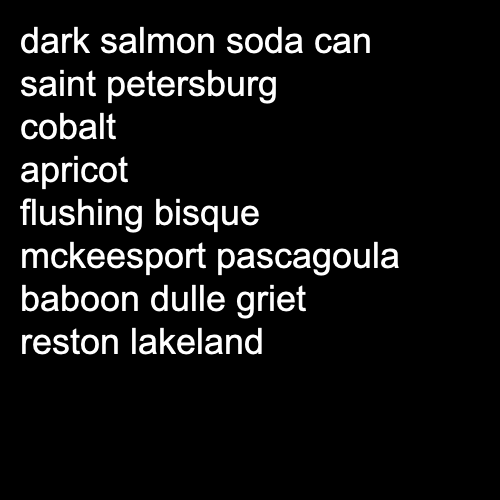 dark salmon soda can
saint petersburg
cobalt
apricot
flushing bisque
mckeesport pascagoula
baboon dulle griet
reston lakeland